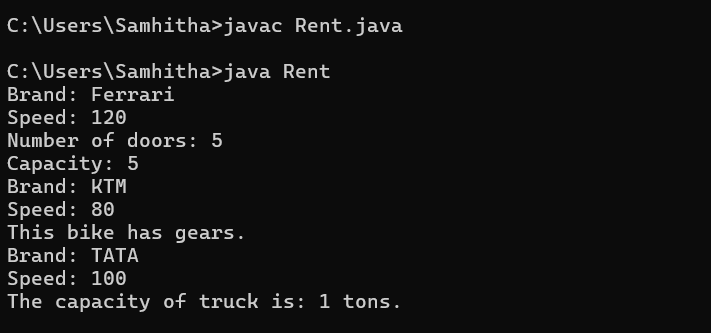 C:\Users\Samhitha>javac Rent.java
C:\Users\Samhitha>java Rent
Brand: Ferrari
Speed: 120
Number of doors: 5
Capacity: 5
Brand: KTM
Speed: 80
This bike has gears.
Brand: TATA
Speed: 100
The capacity of truck is: 1 tons.